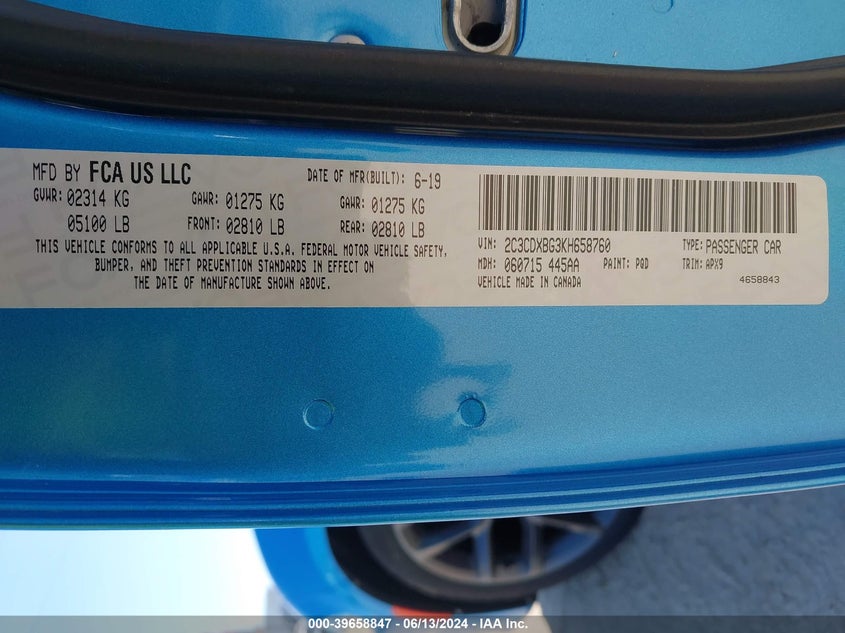 MFD BY FCA US LLC
DATE OF MFR(BUILT): 6-19
GVWR: 02314 KG GAWR: 01275 KG GAWR: 01275 KG
05100 LB FRONT: 02810 LB REAR: 02810 LB
THIS VEHICLE CONFORMS TO ALL APPLICABLE U.S.A. FEDERAL MOTOR VEHICLE SAFETY,
BUMPER, AND THEFT PREVENTION STANDARDS IN EFFECT ON
THE DATE OF MANUFACTURE SHOWN ABOVE.
VIN: 2C3CDXBG3KH658760 TYPE: PASSENGER CAR
MDH: 060715 445AA PAINT: PQD TRIM: APX9
VEHICLE MADE IN CANADA 4658843
000-39658847 - 06/13/2024 - IAA Inc.